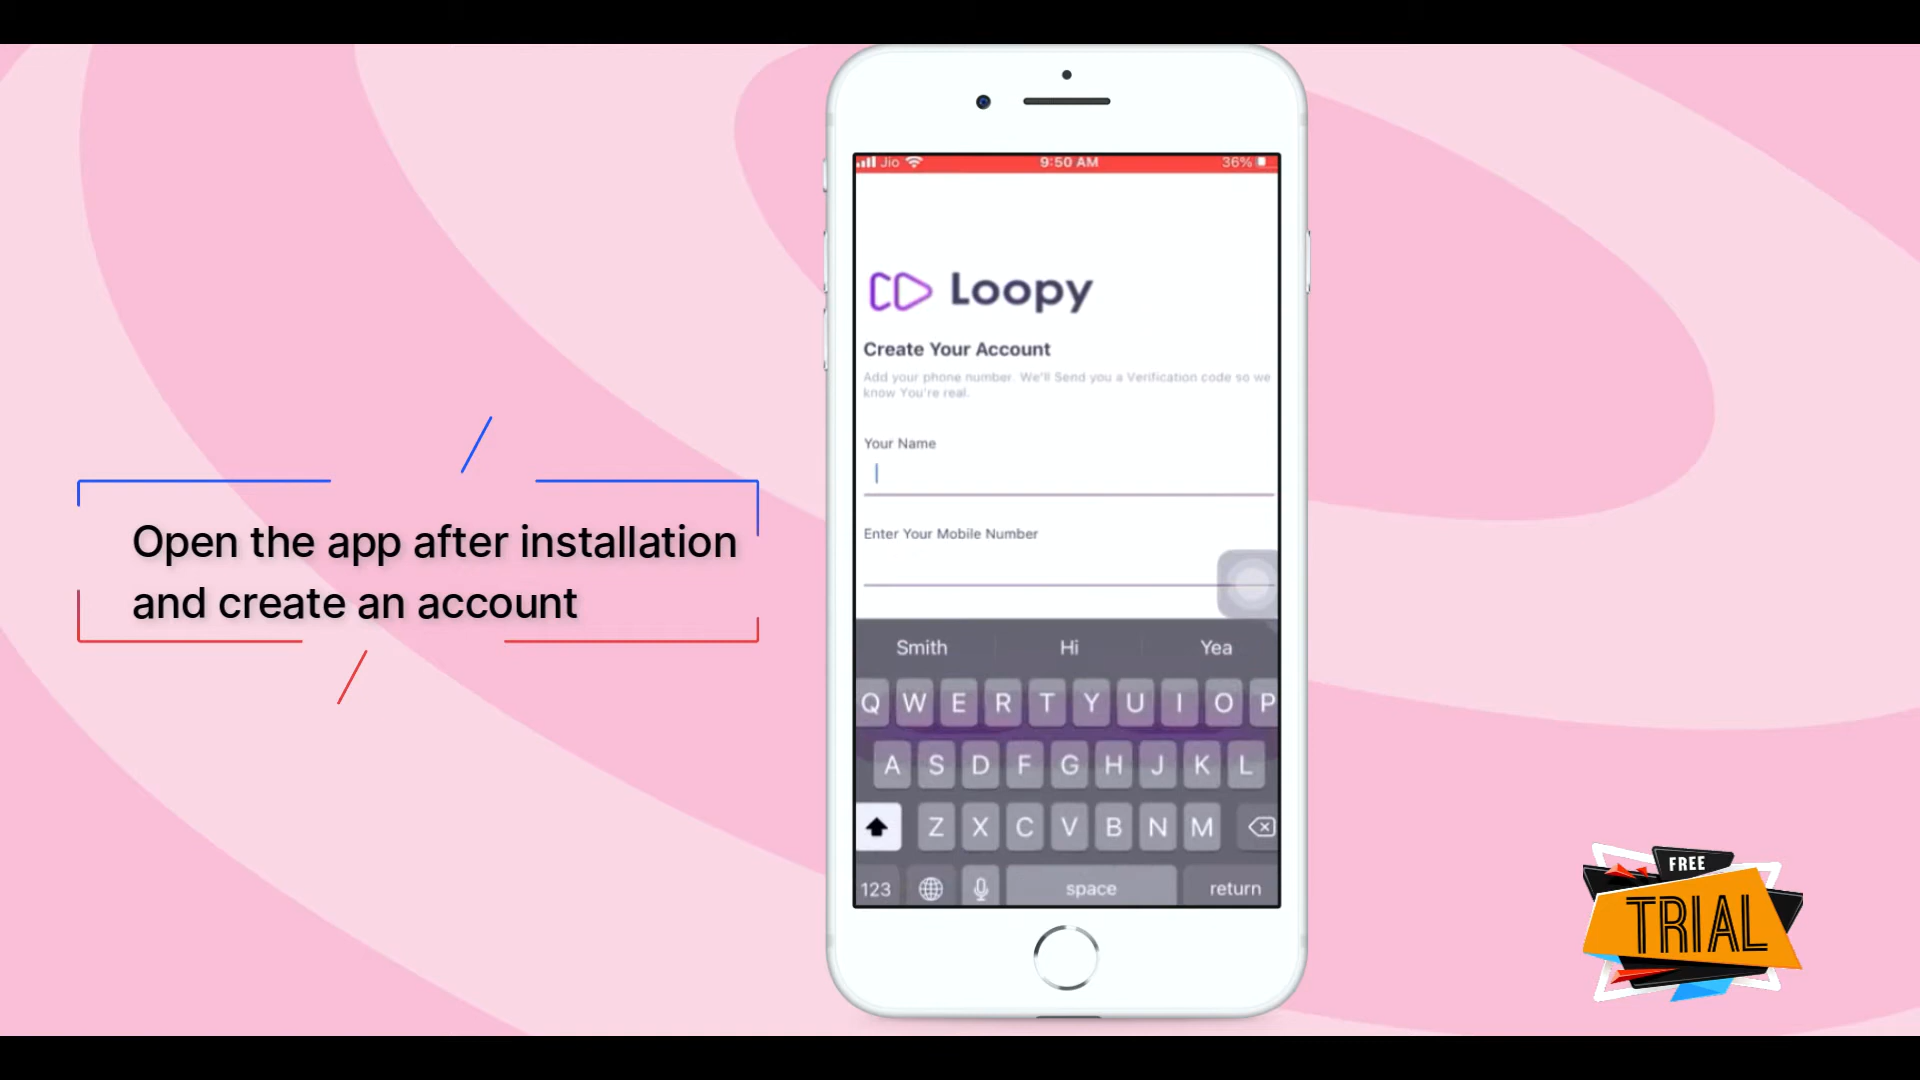 Open the app after installation
and create an account
Jio 9:50 AM 36%
Loopy
Create Your Account
Add your phone number. We'll Send you a Verification code so we
know You're real.
Your Name
Enter Your Mobile Number
Smith Hi Yea
Q W E R T Y U I O P
A S D F G H J K L
Z X C V B N M
123 space return
FREE
TRIAL